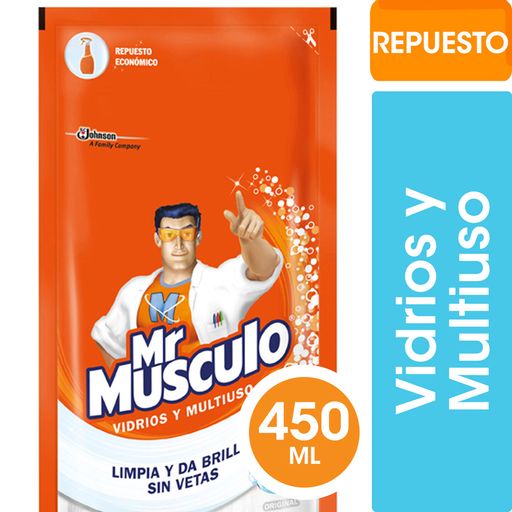 REPUESTO
ECONÓMICO
SC Johnson
A Family Company
M
Mr
MUSCULO
VIDRIOS Y MULTIUSO
LIMPIA Y DA BRILL
SIN VETAS
ORIGINAL
450
ML
REPUESTO
Vidrios y
Multiuso